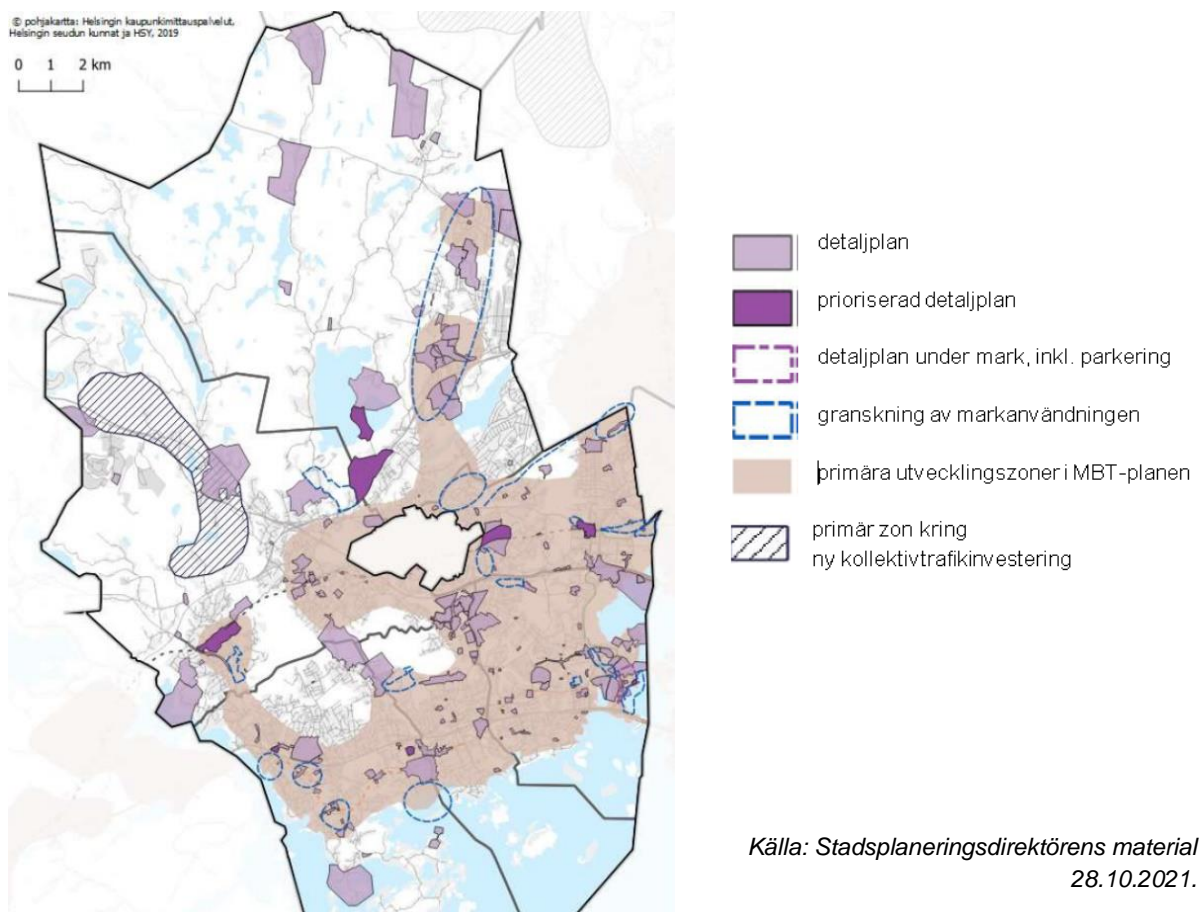 © pohjakartta: Helsingin kaupunkimittauspalvelut,
Helsingin seudun kunnat ja HSY, 2019
0 1 2 km
detaljplan
prioriserad detaljplan
detaljplan under mark, inkl. parkering
granskning av markanvändningen
primära utvecklingszoner i MBT-planen
primär zon kring
ny kollektivtrafikinvestering
Källa: Stadsplaneringsdirektörens material
28.10.2021.